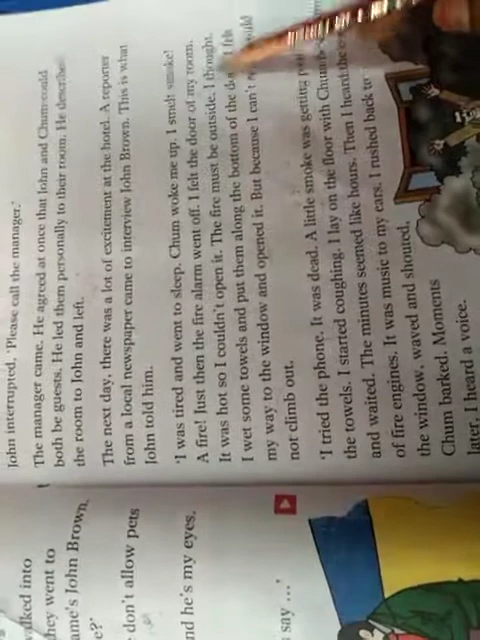 lked into
hey went to
ame's John Brown.
e?'
don't allow pets
nd he's my eyes.
say ...'
John interrupted, 'Please call the manager.'
The manager came. He agreed at once that John and Chum could
both be guests. He led them personally to their room. He
the room to John and left.
The next day, there was a lot of excitement at the hotel. A reporter
from a local newspaper came to interview John Brown. This is what
John told him.
'I was tired and went to sleep. Chum woke me up. I smelt smoke!
A fire! Just then the fire alarm went off. I felt the door of my room.
It was hot so I couldn't open it. The fire must be outside. I thought.
I wet some towels and put them along the bottom of the I felt
my way to the window and opened it. But because I can't
not climb out.
'I tried the phone. It was dead. A little smoke was getting
the towels. I started coughing. I lay on the floor with Chum
and waited. The minutes seemed like hours. Then I heard the
of fire engines. It was music to my ears. I rushed back to
the window, waved and shouted.
Chum barked. Moments
later, I heard a voice.